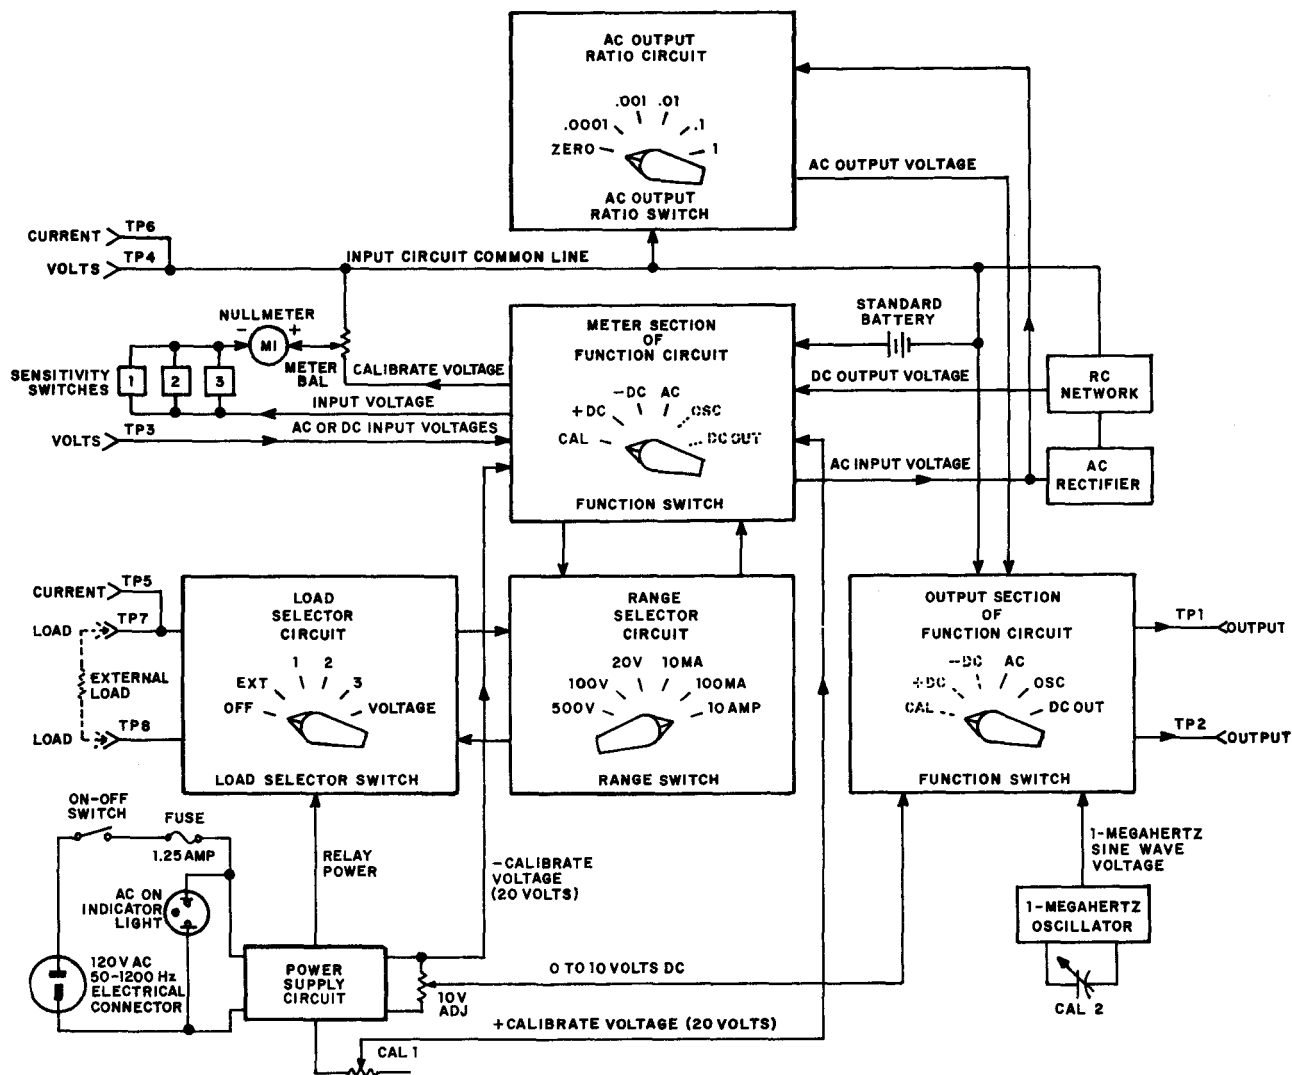 AC OUTPUT
RATIO CIRCUIT
.001 .01
.0001 .1
ZERO 1
AC OUTPUT
RATIO SWITCH
AC OUTPUT VOLTAGE
CURRENT TP6
VOLTS TP4
INPUT CIRCUIT COMMON LINE
NULLMETER
- +
M1
METER
BAL
SENSITIVITY
SWITCHES
1 2 3
CALIBRATE VOLTAGE
INPUT VOLTAGE
VOLTS TP3
AC OR DC INPUT VOLTAGES
METER SECTION
OF
FUNCTION CIRCUIT
-DC AC
+DC OSC
CAL DC OUT
FUNCTION SWITCH
STANDARD
BATTERY
DC OUTPUT VOLTAGE
RC
NETWORK
AC INPUT VOLTAGE
AC
RECTIFIER
CURRENT TP5
LOAD TP7
EXTERNAL
LOAD
LOAD TP8
LOAD
SELECTOR
CIRCUIT
1 2
EXT 3
OFF VOLTAGE
LOAD SELECTOR SWITCH
RANGE
SELECTOR
CIRCUIT
20V 10MA
100V 100MA
500V 10 AMP
RANGE SWITCH
OUTPUT SECTION
OF
FUNCTION CIRCUIT
-DC AC
+DC OSC
CAL DC OUT
FUNCTION SWITCH
TP1 OUTPUT
TP2 OUTPUT
ON-OFF
SWITCH
FUSE
1.25 AMP
AC ON
INDICATOR
LIGHT
120 V AC
50-1200 Hz
ELECTRICAL
CONNECTOR
RELAY
POWER
-CALIBRATE
VOLTAGE
(20 VOLTS)
POWER
SUPPLY
CIRCUIT
10V
ADJ
0 TO 10 VOLTS DC
+CALIBRATE VOLTAGE (20 VOLTS)
CAL 1
1-MEGAHERTZ
SINE WAVE
VOLTAGE
1-MEGAHERTZ
OSCILLATOR
CAL 2